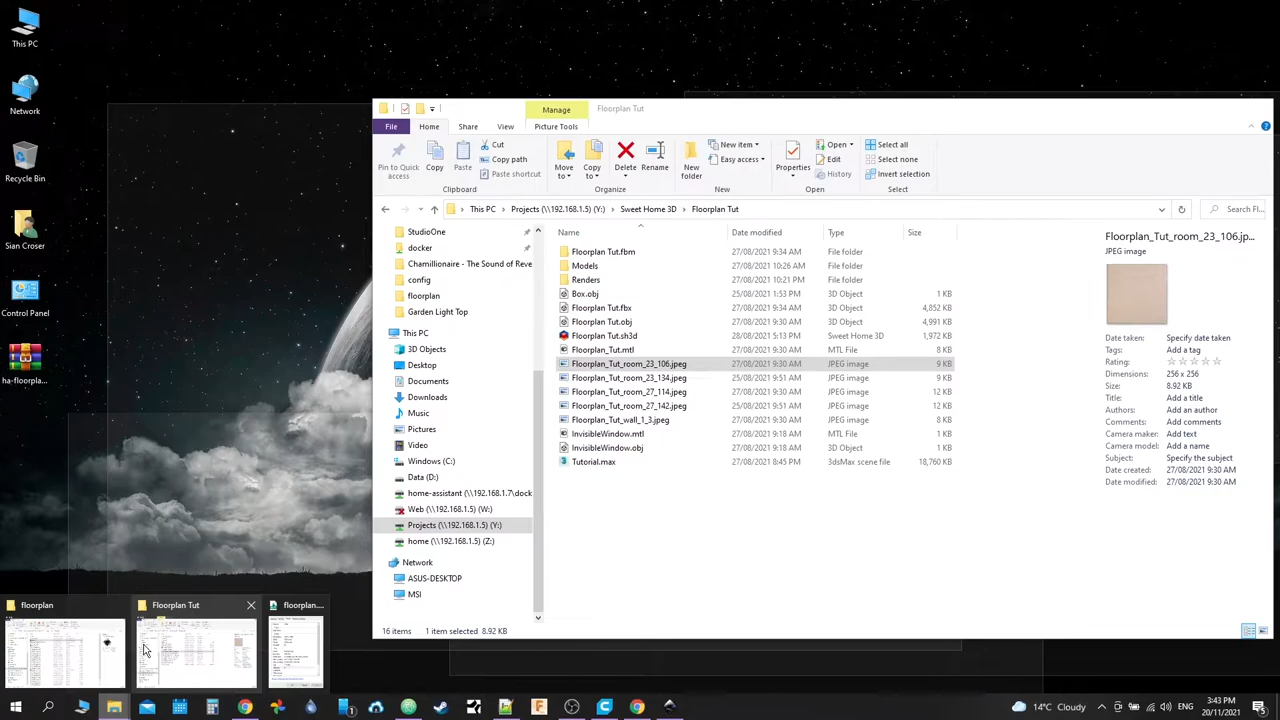 This PC
Network
Recycle Bin
Sian Croser
Control Panel
ha-floorpla...
Manage
Floorplan Tut
File
Home
Share
View
Picture Tools
Pin to Quick access
Copy
Paste
Cut
Copy path
Paste shortcut
Clipboard
Move to
Copy to
Delete
Rename
Organize
New folder
New item
Easy access
New
Properties
Open
Edit
History
Open
Select all
Select none
Invert selection
Select
This PC > Projects (\\192.168.1.5) (Y:) > Sweet Home 3D > Floorplan Tut
Search Fl...
StudioOne
docker
Chamillionaire - The Sound of Reve
config
floorplan
Garden Light Top
This PC
3D Objects
Desktop
Documents
Downloads
Music
Pictures
Video
Windows (C:)
Data (D:)
home-assistant (\\192.168.1.7\dock
Web (\\192.168.1.5) (W:)
Projects (\\192.168.1.5) (Y:)
home (\\192.168.1.5) (Z:)
Network
ASUS-DESKTOP
MSI
Name Date modified Type Size
Floorplan Tut.fbm 27/08/2021 9:34 AM File folder
Models 27/08/2021 10:26 AM File folder
Renders 27/08/2021 10:21 PM File folder
Box.obj 25/08/2021 1:53 PM 3D Object 1 KB
Floorplan Tut.fbx 27/08/2021 9:34 AM 3D Object 4,852 KB
Floorplan Tut.obj 27/08/2021 9:30 AM 3D Object 4,991 KB
Floorplan Tut.sh3d 28/08/2021 5:13 PM Sweet Home 3D 1,972 KB
Floorplan_Tut.mtl 27/08/2021 9:30 AM MTL File 8 KB
Floorplan_Tut_room_23_106.jpeg 27/08/2021 9:30 AM JPEG image 9 KB
Floorplan_Tut_room_23_134.jpeg 25/08/2021 9:51 AM JPEG image 9 KB
Floorplan_Tut_room_27_114.jpeg 27/08/2021 9:30 AM JPEG image 12 KB
Floorplan_Tut_room_27_142.jpeg 25/08/2021 9:51 AM JPEG image 12 KB
Floorplan_Tut_wall_1_3.jpeg 27/08/2021 9:30 AM JPEG image 8 KB
InvisibleWindow.mtl 27/08/2021 9:18 AM MTL File 1 KB
InvisibleWindow.obj 27/08/2021 9:18 AM 3D Object 1 KB
Tutorial.max 27/08/2021 8:45 PM 3dsMax scene file 18,760 KB
Floorplan_Tut_room_23_106.jp...
JPEG image
Date taken: Specify date taken
Tags: Add a tag
Rating:
Dimensions: 256 x 256
Size: 8.92 KB
Title: Add a title
Authors: Add an author
Comments: Add comments
Camera maker: Add text
Camera model: Add a name
Subject: Specify the subject
Date created: 27/08/2021 9:30 AM
Date modified: 27/08/2021 9:30 AM
floorplan
Floorplan Tut
floorplan....
14°C Cloudy
ENG
3:43 PM
20/11/2021